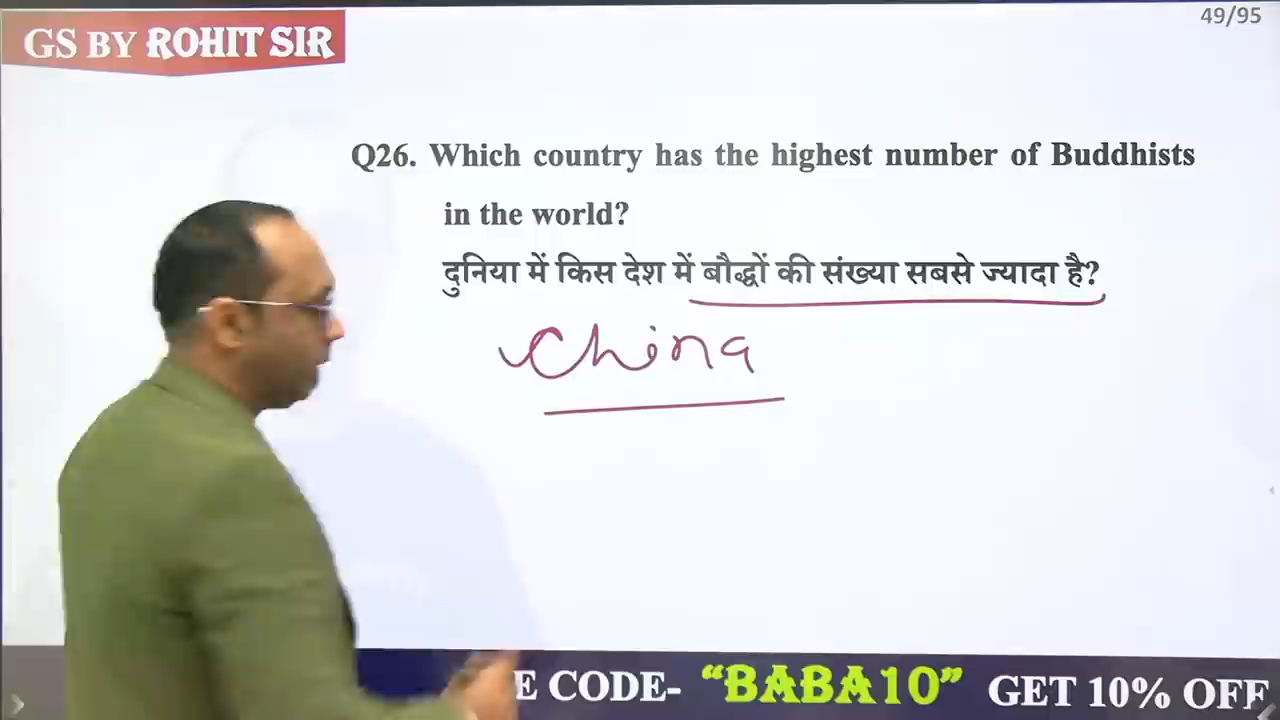 GS BY ROHIT SIR
49/95
Q26. Which country has the highest number of Buddhists
in the world?
दुनिया में किस देश में बौद्धों की संख्या सबसे ज्यादा है?
China
E CODE- “BABA10” GET 10% OFF